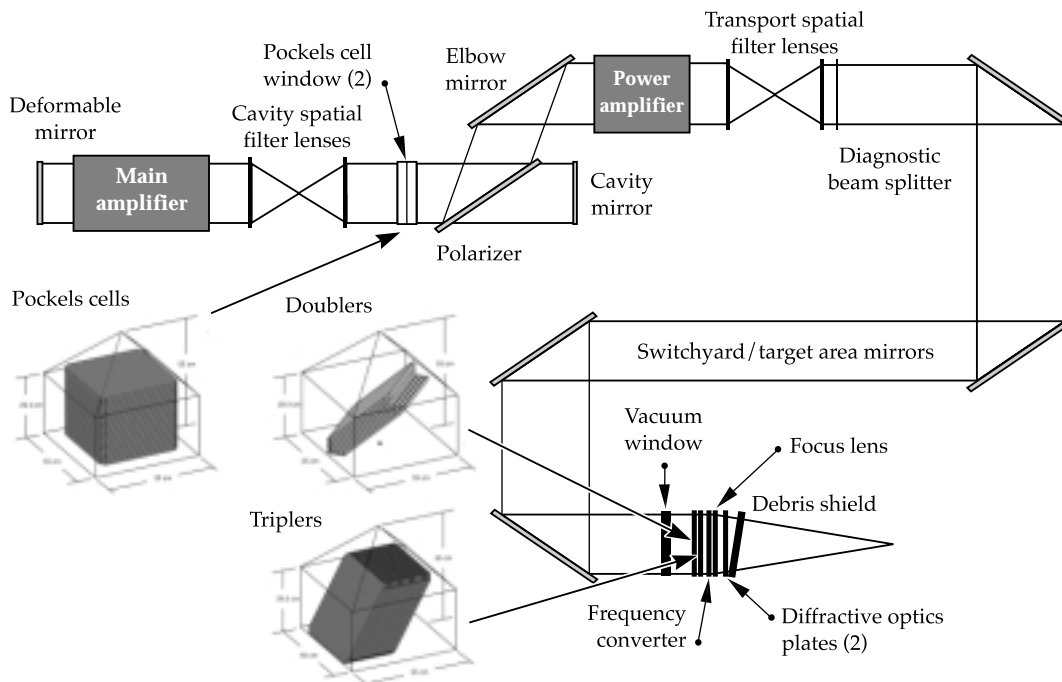 Transport spatial
filter lenses
Pockels cell
window (2)
Elbow
mirror
Power
amplifier
Deformable
mirror
Cavity spatial
filter lenses
Diagnostic
beam splitter
Main
amplifier
Cavity
mirror
Polarizer
Pockels cells
Doublers
Switchyard/target area mirrors
Vacuum
window
Focus lens
Debris shield
Triplers
Frequency
converter
Diffractive optics
plates (2)